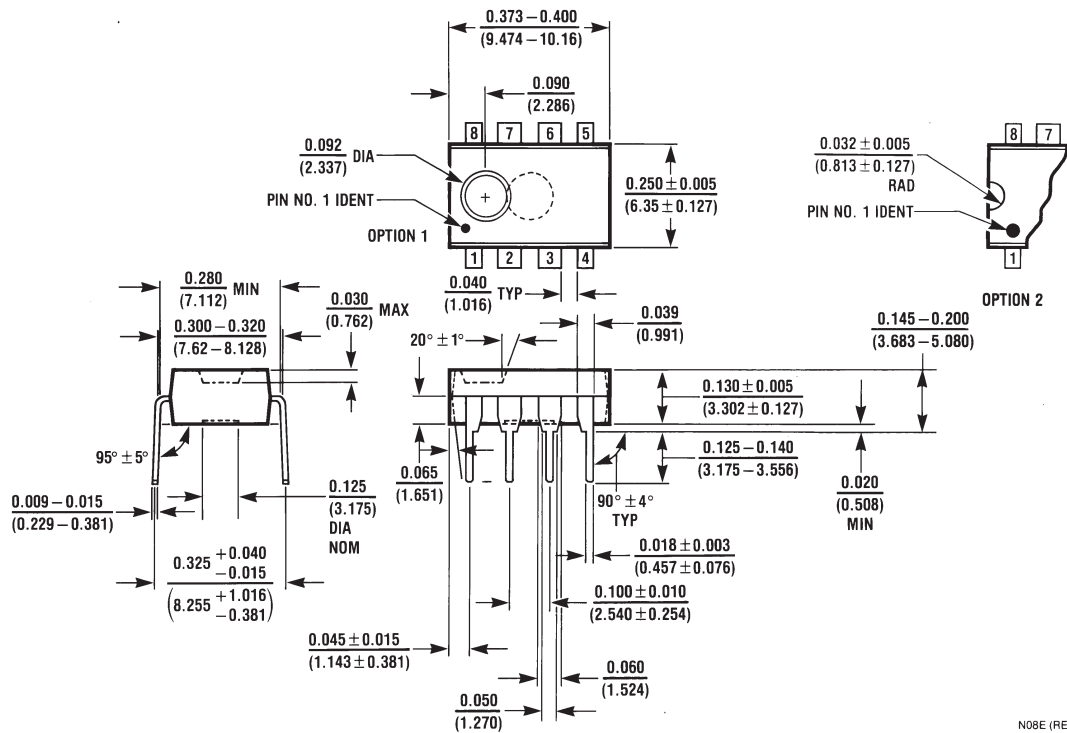 0.373 – 0.400
(9.474 – 10.16)
0.090
(2.286)
8 7 6 5
0.092 DIA
(2.337)
PIN NO. 1 IDENT
OPTION 1
1 2 3 4
0.250 ± 0.005
(6.35 ± 0.127)
0.032 ± 0.005
(0.813 ± 0.127)
RAD
PIN NO. 1 IDENT
8 7
1
OPTION 2
0.280 MIN
(7.112)
0.300 – 0.320
(7.62 – 8.128)
0.030 MAX
(0.762)
0.040 TYP
(1.016)
20° ± 1°
0.039
(0.991)
0.145 – 0.200
(3.683 – 5.080)
0.130 ± 0.005
(3.302 ± 0.127)
0.125 – 0.140
(3.175 – 3.556)
0.020
(0.508)
MIN
95° ± 5°
0.009 – 0.015
(0.229 – 0.381)
0.125
(3.175)
DIA
NOM
0.065
(1.651)
90° ± 4°
TYP
0.018 ± 0.003
(0.457 ± 0.076)
0.325 +0.040
–0.015
(8.255 +1.016
–0.381)
0.100 ± 0.010
(2.540 ± 0.254)
0.045 ± 0.015
(1.143 ± 0.381)
0.060
(1.524)
0.050
(1.270)
N08E (RE